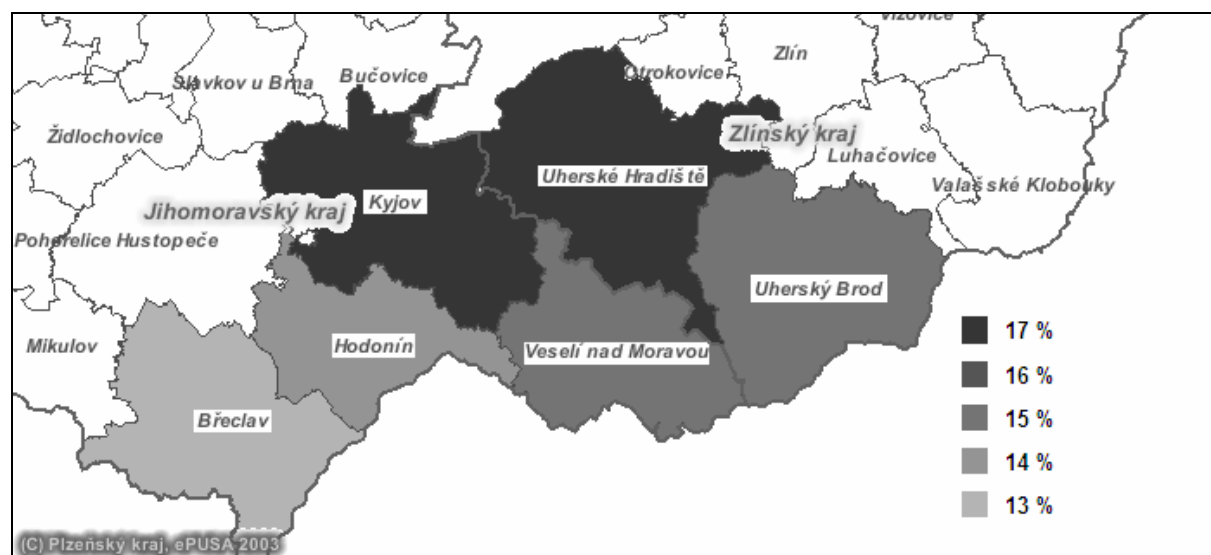 Vizovice
Zlín
Otrokovice
Bučovice
Slavkov u Brna
Židlochovice
Zlínský kraj
Luhačovice
Uherské Hradiště
Valašské Klobouky
Kyjov
Jihomoravský kraj
Pohořelice Hustopeče
Uherský Brod
Mikulov
Hodonín
Veselí nad Moravou
Břeclav
17 %
16 %
15 %
14 %
13 %
(C) Plzeňský kraj, ePUSA 2003